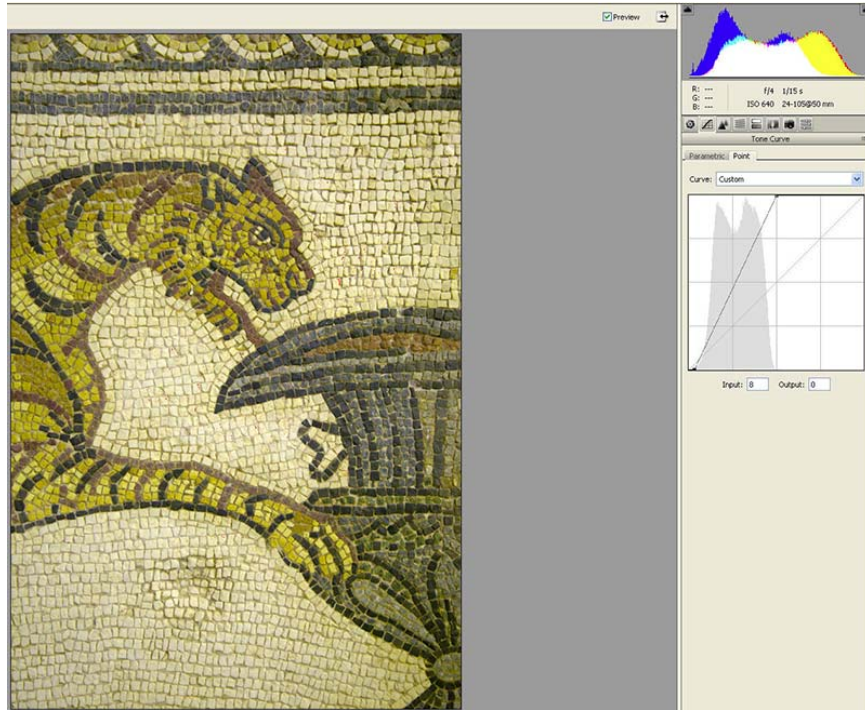 Preview
R: ---
G: ---
B: ---
f/4 1/15 s
ISO 640 24-105@50 mm
Tone Curve
Parametric Point
Curve: Custom
Input: 8 Output: 0